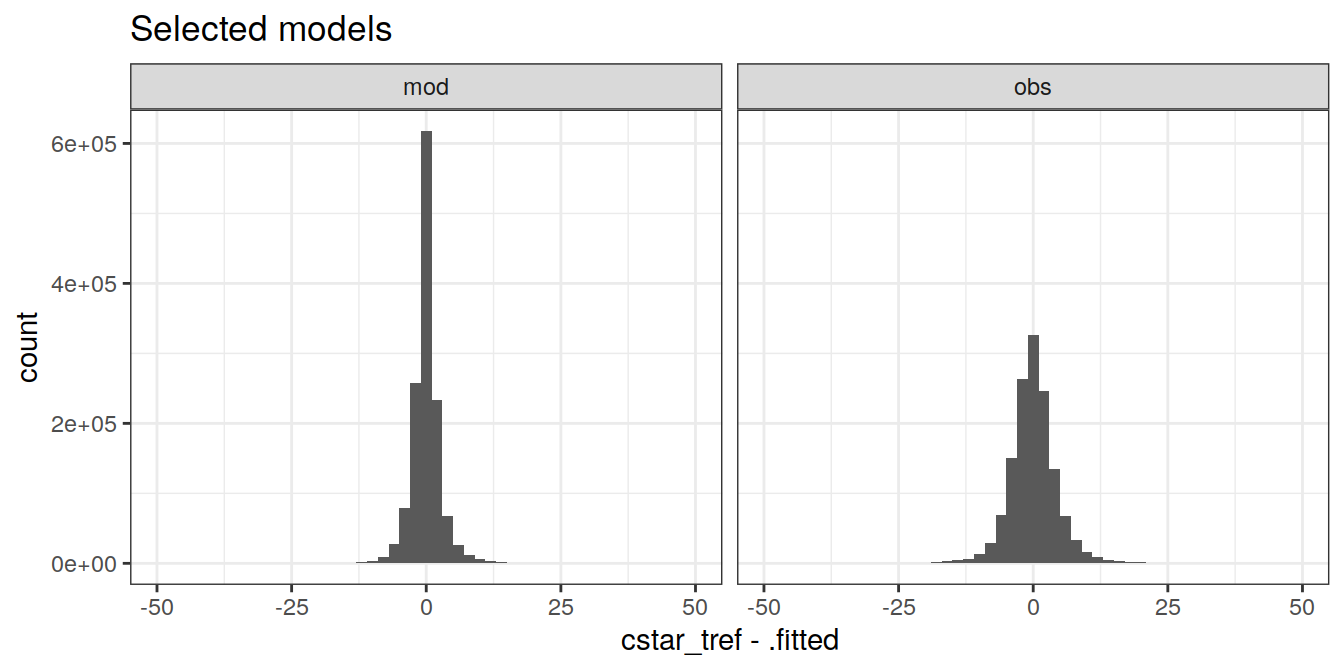 Selected models
mod obs
6e+05
4e+05
2e+05
0e+00
count
-50 -25 0 25 50 -50 -25 0 25 50
cstar_tref - .fitted